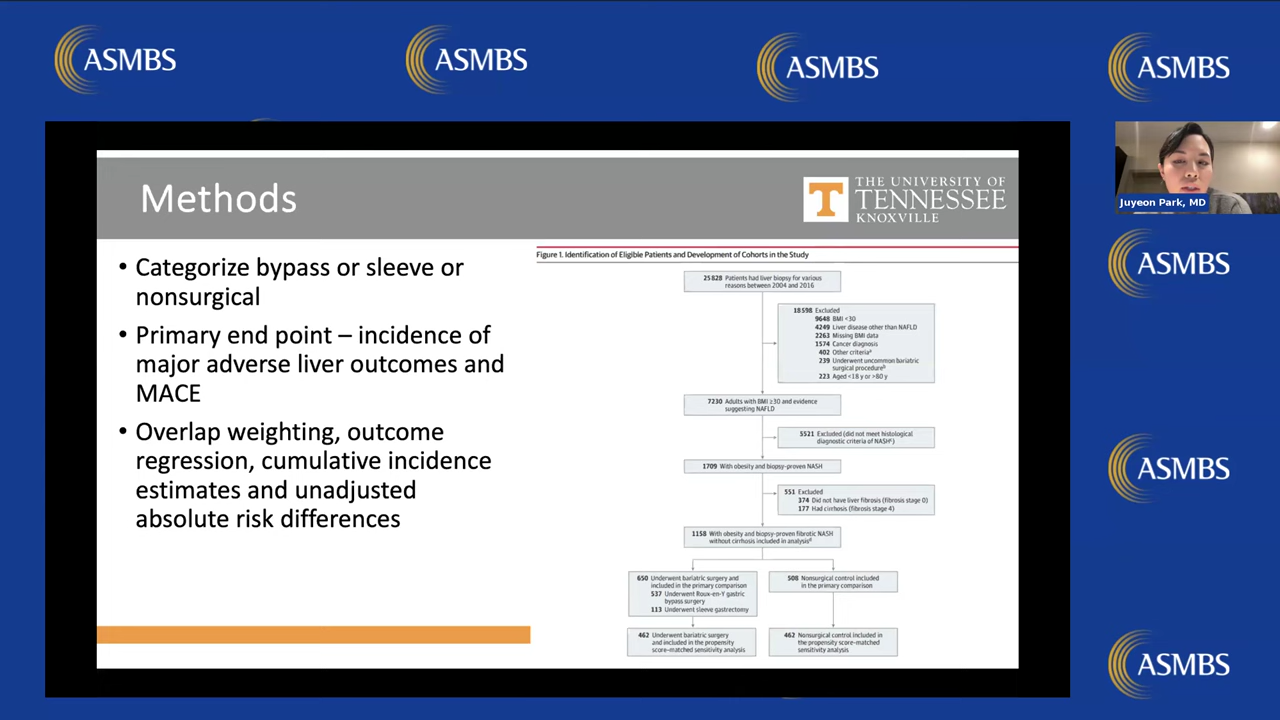 ASMBS
ASMBS
ASMBS
ASMBS
Methods
T
THE UNIVERSITY OF
TENNESSEE
KNOXVILLE
Juyeon Park, MD
• Categorize bypass or sleeve or
nonsurgical
• Primary end point – incidence of
major adverse liver outcomes and
MACE
• Overlap weighting, outcome
regression, cumulative incidence
estimates and unadjusted
absolute risk differences
Figure 1. Identification of Eligible Patients and Development of Cohorts in the Study
25 828 Patients had liver biopsy for various
reasons between 2004 and 2016
18 598 Excluded
9648 BMI <30
4249 Liver disease other than NAFLD
2263 Missing BMI data
1574 Cancer diagnosis
402 Other criteriaᵃ
239 Underwent uncommon bariatric
surgical procedureᵇ
223 Aged <18 y or >80 y
7230 Adults with BMI ≥30 and evidence
suggesting NAFLD
5521 Excluded (did not meet histological
diagnostic criteria of NASHᶜ)
1709 With obesity and biopsy-proven NASH
551 Excluded
374 Did not have liver fibrosis (fibrosis stage 0)
177 Had cirrhosis (fibrosis stage 4)
1158 With obesity and biopsy-proven fibrotic NASH
without cirrhosis included in analysisᵈ
650 Underwent bariatric surgery and
included in the primary comparison
537 Underwent Roux-en-Y gastric
bypass surgery
113 Underwent sleeve gastrectomy
508 Nonsurgical control included
in the primary comparison
462 Underwent bariatric surgery
and included in the propensity
score-matched sensitivity analysis
462 Nonsurgical control included in
the propensity score-matched
sensitivity analysis
ASMBS
ASMBS
ASMBS